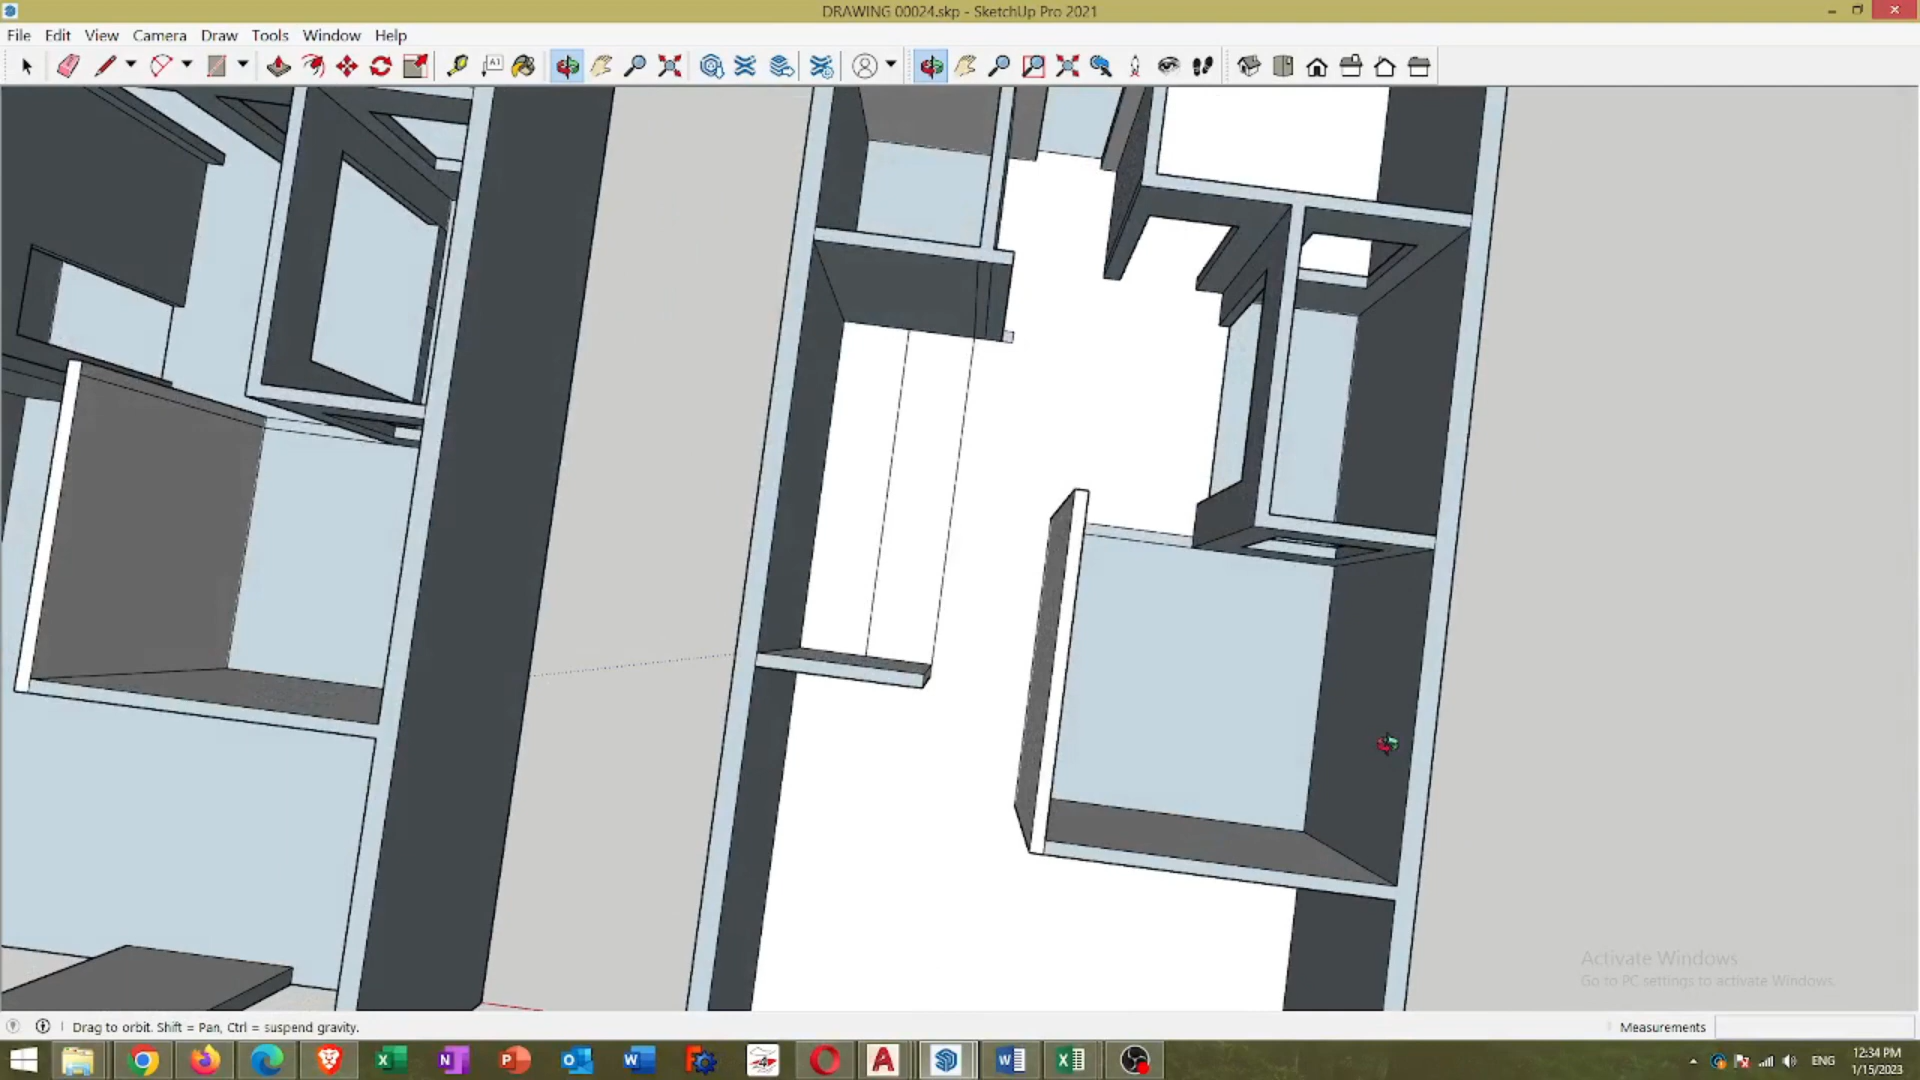 DRAWING 00024.skp - SketchUp Pro 2021
File Edit View Camera Draw Tools Window Help
A1
Activate Windows
Go to PC settings to activate Windows.
Drag to orbit. Shift = Pan, Ctrl = suspend gravity.
Measurements
ENG
12:34 PM
1/15/2023